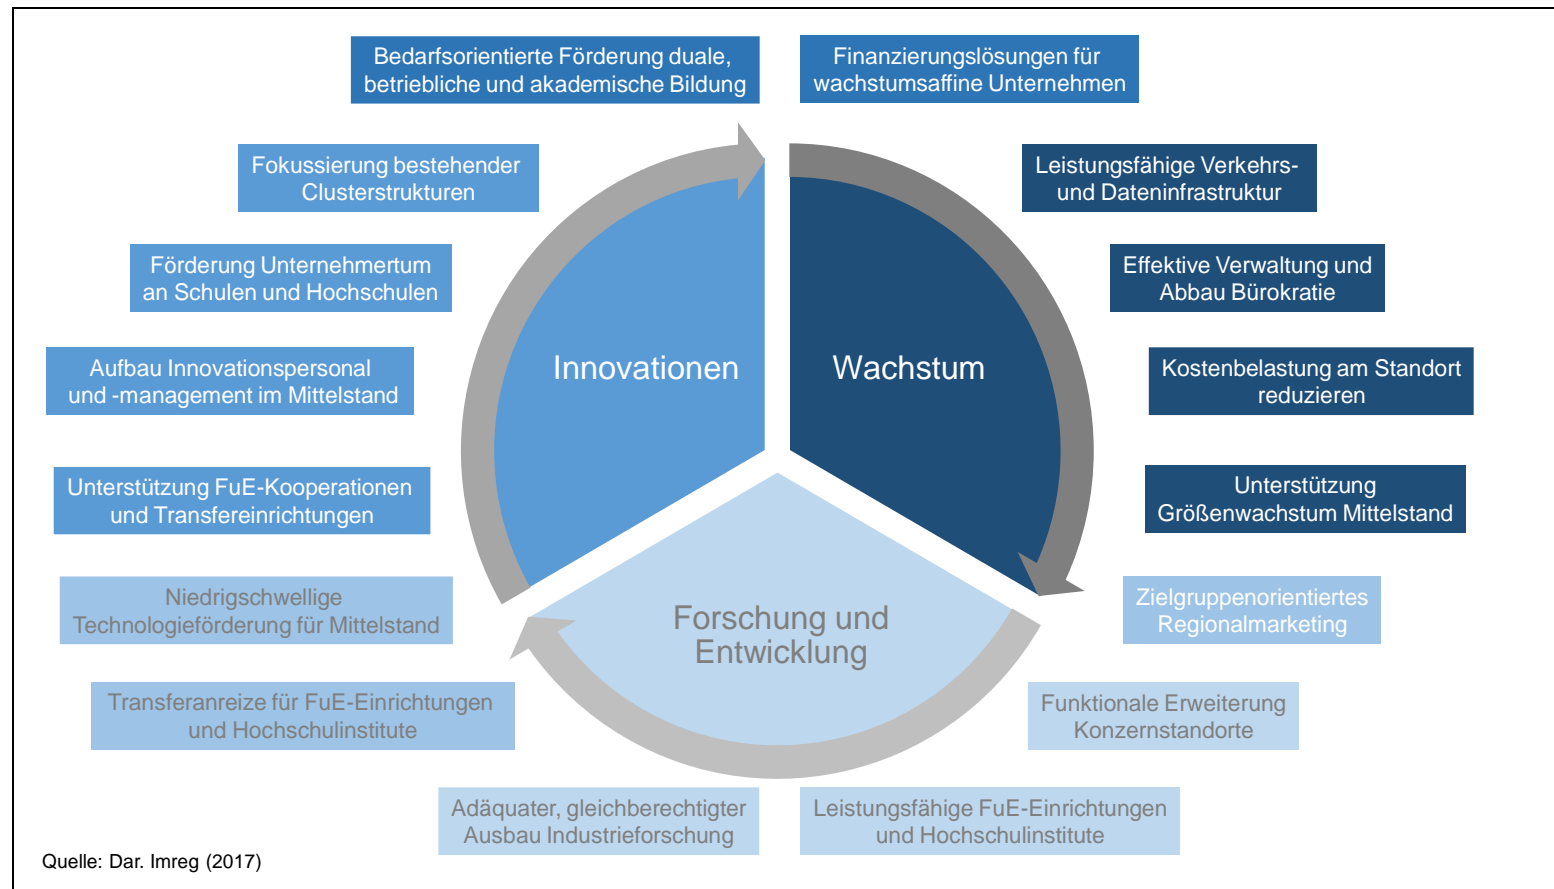 Bedarfsorientierte Förderung duale,
betriebliche und akademische Bildung
Finanzierungslösungen für
wachstumsaffine Unternehmen
Fokussierung bestehender
Clusterstrukturen
Leistungsfähige Verkehrs-
und Dateninfrastruktur
Förderung Unternehmertum
an Schulen und Hochschulen
Effektive Verwaltung und
Abbau Bürokratie
Innovationen
Wachstum
Aufbau Innovationspersonal
und -management im Mittelstand
Kostenbelastung am Standort
reduzieren
Unterstützung FuE-Kooperationen
und Transfereinrichtungen
Unterstützung
Größenwachstum Mittelstand
Niedrigschwellige
Technologieförderung für Mittelstand
Forschung und
Entwicklung
Zielgruppenorientiertes
Regionalmarketing
Transferanreize für FuE-Einrichtungen
und Hochschulinstitute
Funktionale Erweiterung
Konzernstandorte
Adäquater, gleichberechtigter
Ausbau Industrieforschung
Leistungsfähige FuE-Einrichtungen
und Hochschulinstitute
Quelle: Dar. Imreg (2017)